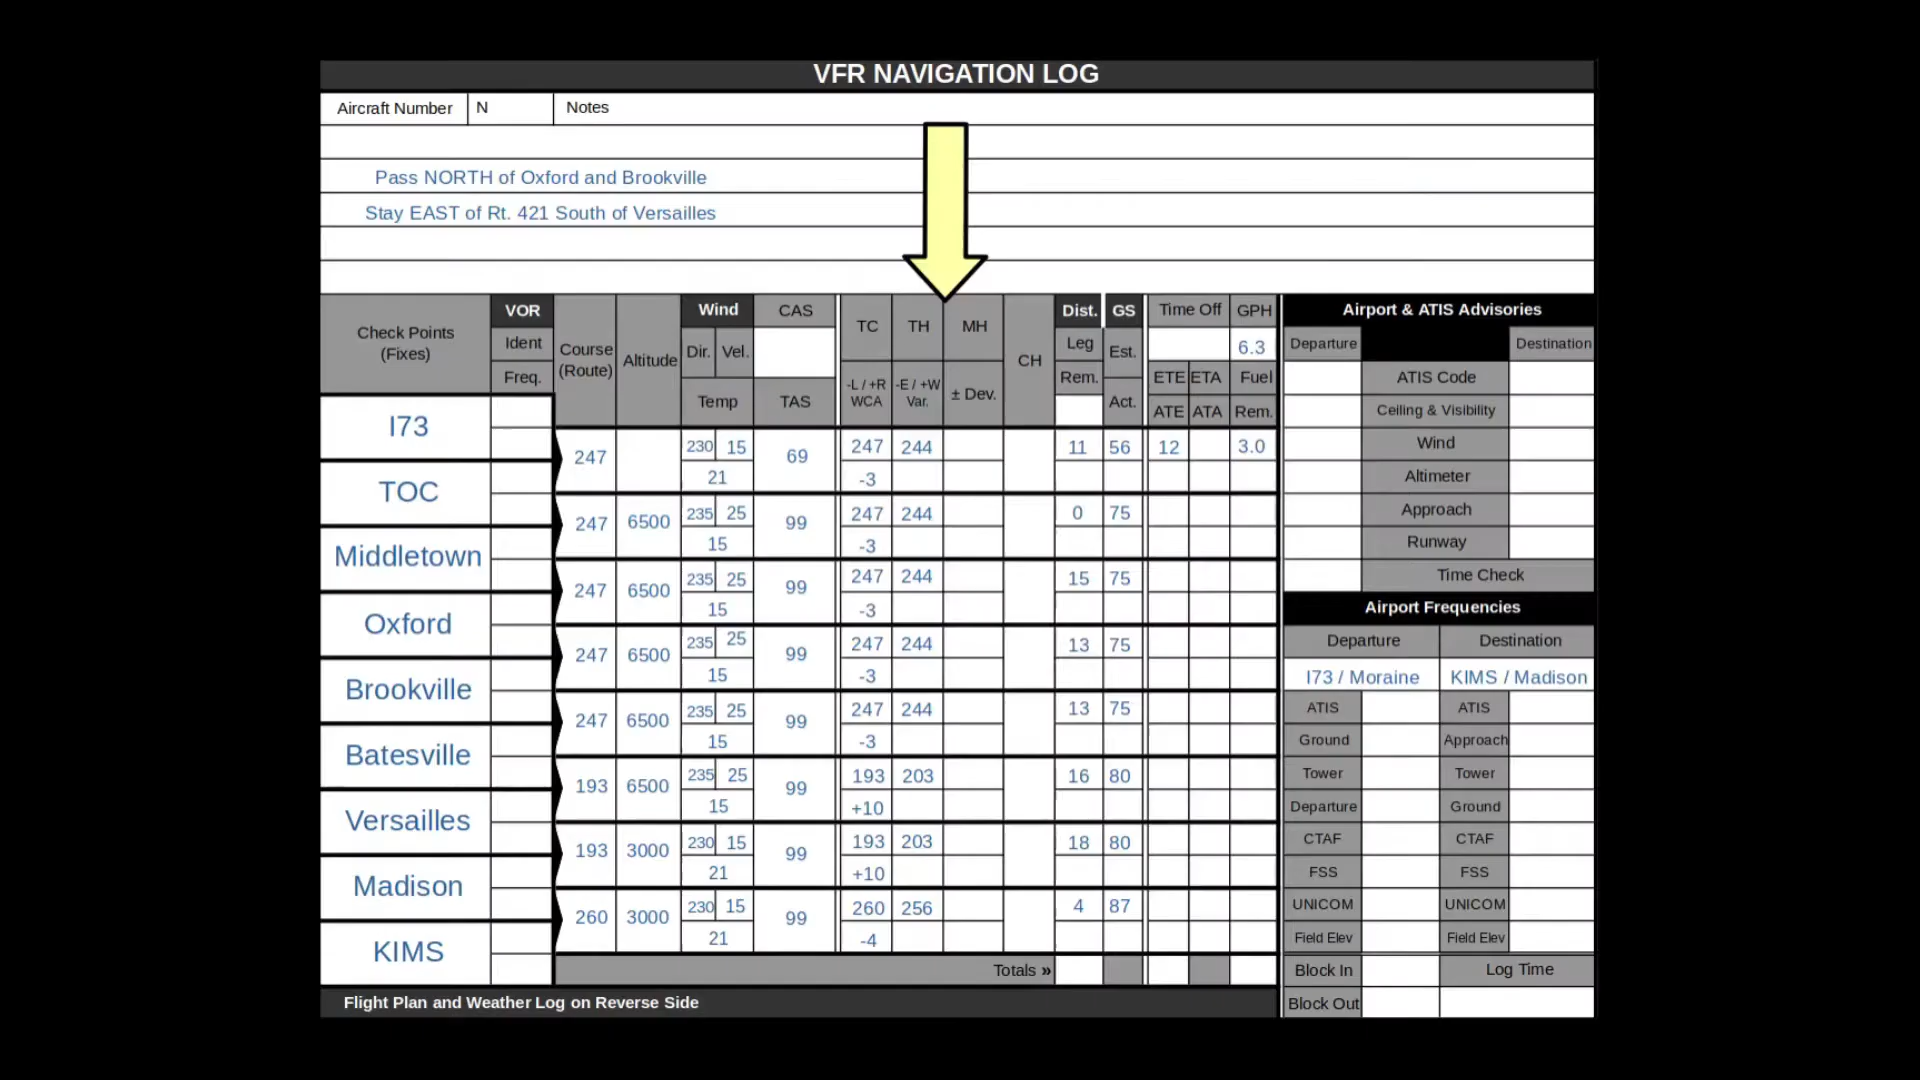 VFR NAVIGATION LOG
Aircraft Number N Notes
Pass NORTH of Oxford and Brookville
Stay EAST of Rt. 421 South of Versailles
Check Points
(Fixes)
VOR
Ident
Freq.
Course
(Route)
Altitude
Wind
Dir. Vel.
Temp
CAS
TAS
TC
-L / +R
WCA
TH
-E / +W
Var.
MH
± Dev.
CH
Dist.
Leg
Rem.
GS
Est.
Act.
Time Off
GPH
6.3
ETE ETA Fuel
ATE ATA Rem.
I73
TOC
Middletown
Oxford
Brookville
Batesville
Versailles
Madison
KIMS
247 230 15 69 247 244 11 56 12 3.0
21 -3
247 6500 235 25 99 247 244 0 75
15 -3
247 6500 235 25 99 247 244 15 75
15 -3
247 6500 235 25 99 247 244 13 75
15 -3
247 6500 235 25 99 247 244 13 75
15 -3
193 6500 235 25 99 193 203 16 80
15 +10
193 3000 230 15 99 193 203 18 80
21 +10
260 3000 230 15 99 260 256 4 87
21 -4
Totals »
Flight Plan and Weather Log on Reverse Side
Airport & ATIS Advisories
Departure Destination
ATIS Code
Ceiling & Visibility
Wind
Altimeter
Approach
Runway
Time Check
Airport Frequencies
Departure Destination
I73 / Moraine KIMS / Madison
ATIS ATIS
Ground Approach
Tower Tower
Departure Ground
CTAF CTAF
FSS FSS
UNICOM UNICOM
Field Elev Field Elev
Block In Log Time
Block Out